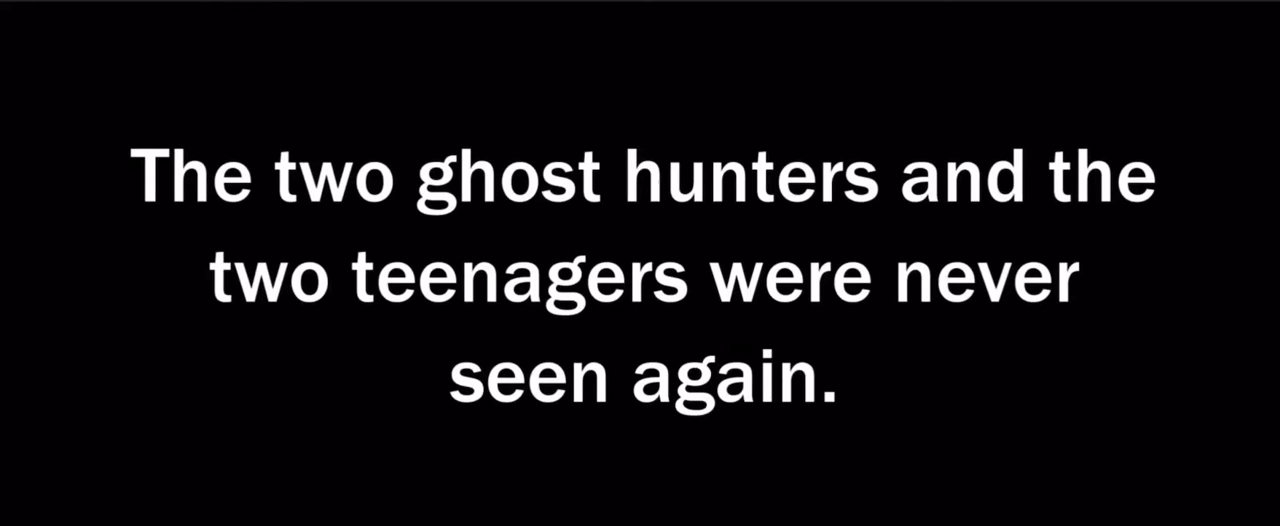 The two ghost hunters and the
two teenagers were never
seen again.